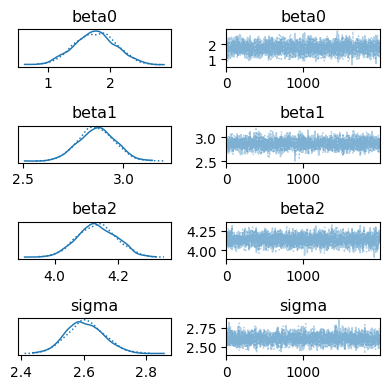 beta0 beta0
2
1
1 2 0 1000
beta1 beta1
3.0
2.5
2.5 3.0 0 1000
beta2 beta2
4.25
4.00
4.0 4.2 0 1000
sigma sigma
2.75
2.50
2.4 2.6 2.8 0 1000